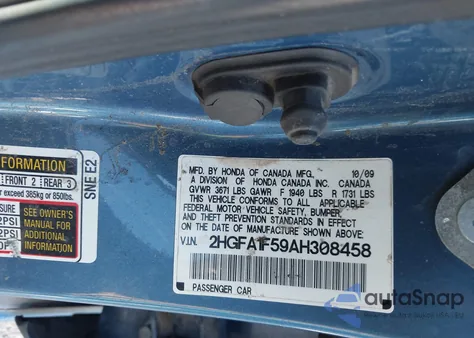 FORMATION
FRONT 2 REAR 3
exceed 385kg or 850lbs.
SEE OWNER'S
MANUAL FOR
ADDITIONAL
INFORMATION
PSI
2PSI
SNE E2
MFD. BY HONDA OF CANADA MFG. 10/09
A DIVISION OF HONDA CANADA INC. CANADA
GVWR 3671 LBS GAWR F 1940 LBS R 1731 LBS
THIS VEHICLE CONFORMS TO ALL APPLICABLE
FEDERAL MOTOR VEHICLE SAFETY, BUMPER,
AND THEFT PREVENTION STANDARDS IN EFFECT
ON THE DATE OF MANUFACTURE SHOWN ABOVE.
V.I.N. 2HGFA1F59AH308458
PASSENGER CAR
autoSnap